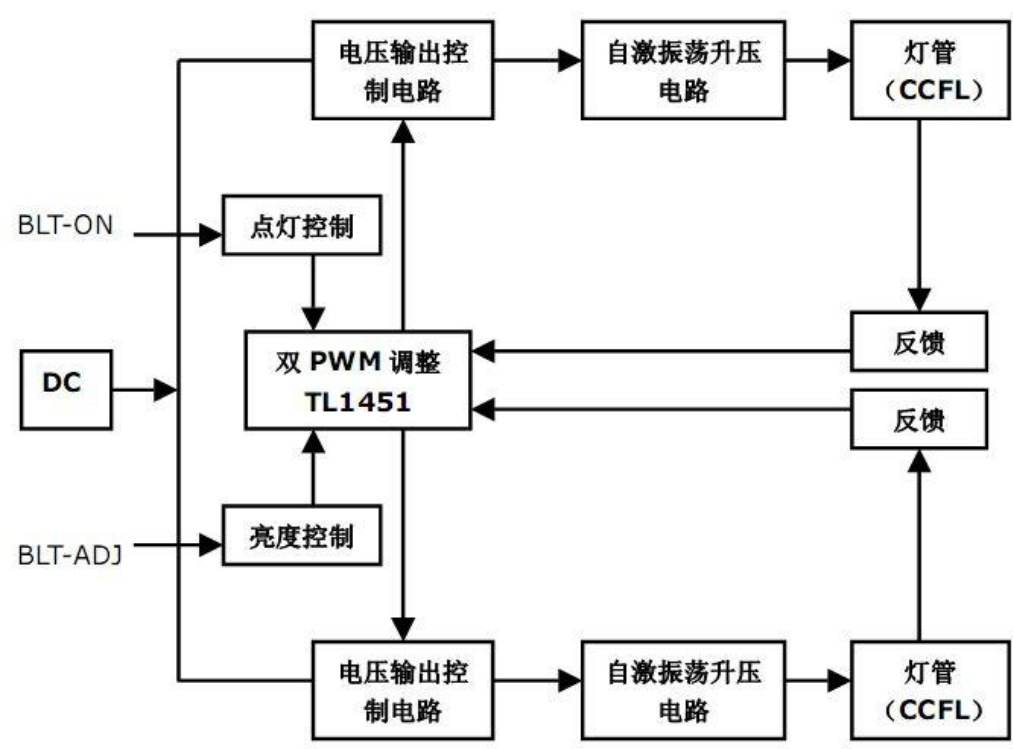 电压输出控
制电路
自激振荡升压
电路
灯管
（CCFL）
BLT-ON
点灯控制
双 PWM 调整
TL1451
反馈
DC
反馈
BLT-ADJ
亮度控制
电压输出控
制电路
自激振荡升压
电路
灯管
（CCFL）